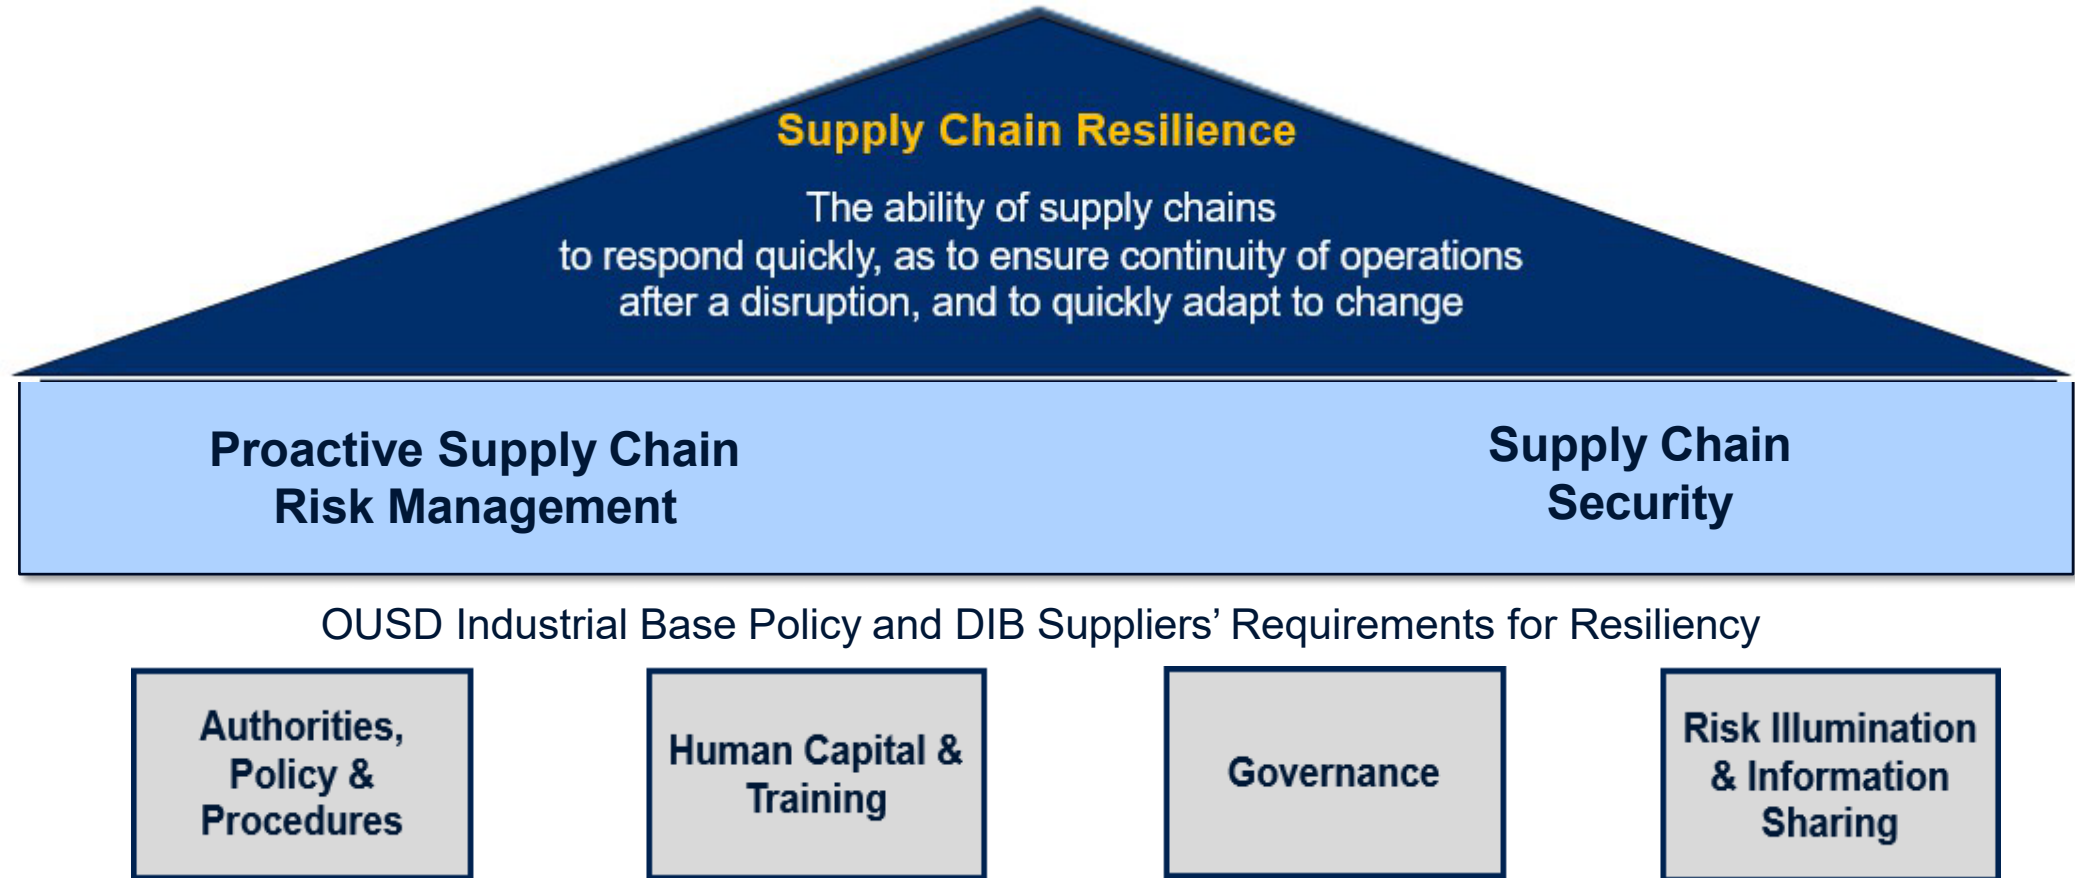 Supply Chain Resilience
The ability of supply chains
to respond quickly, as to ensure continuity of operations
after a disruption, and to quickly adapt to change
Proactive Supply Chain
Risk Management
Supply Chain
Security
OUSD Industrial Base Policy and DIB Suppliers’ Requirements for Resiliency
Authorities,
Policy &
Procedures
Human Capital &
Training
Governance
Risk Illumination
& Information
Sharing